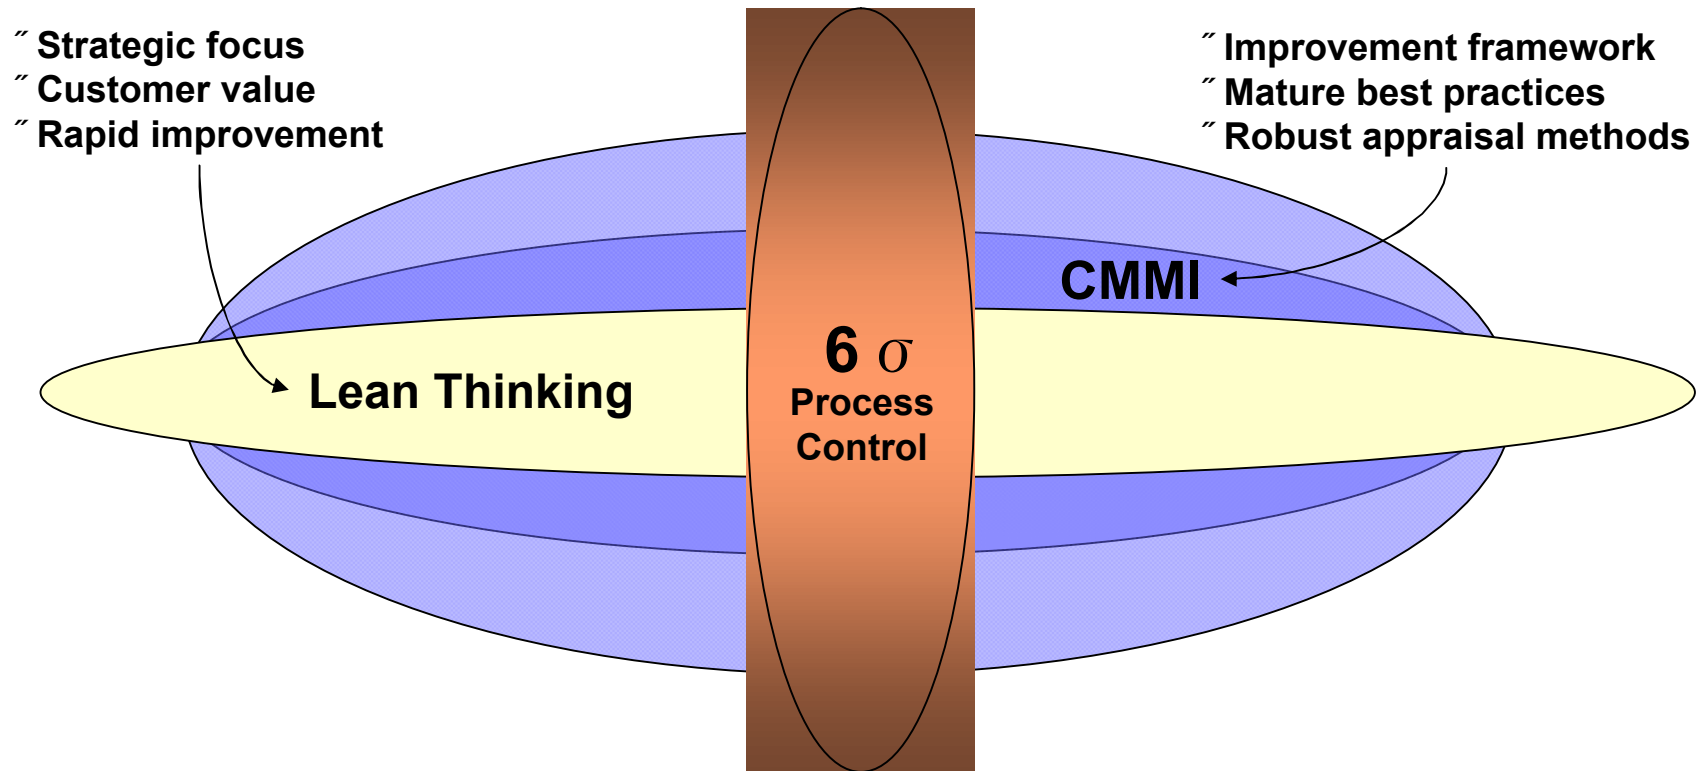 ˝ Strategic focus
˝ Customer value
˝ Rapid improvement
˝ Improvement framework
˝ Mature best practices
˝ Robust appraisal methods
CMMI
6 σ
Process
Control
Lean Thinking